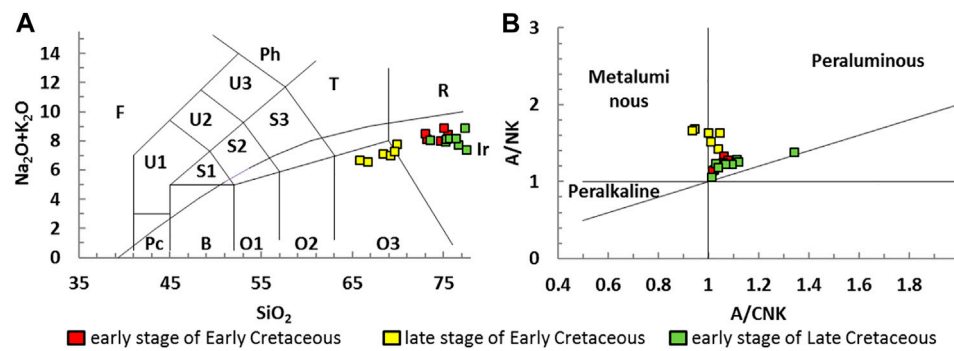 A
Na2O+K2O
14
12
10
8
6
4
2
0
F
Ph
U3
T
R
U2
S3
U1
S2
S1
Ir
Pc
B
O1
O2
O3
35
45
55
65
75
SiO2
B
A/NK
3
2
1
0
Metalumi
nous
Peraluminous
Peralkaline
0.4
0.6
0.8
1
1.2
1.4
1.6
1.8
A/CNK
early stage of Early Cretaceous
late stage of Early Cretaceous
early stage of Late Cretaceous